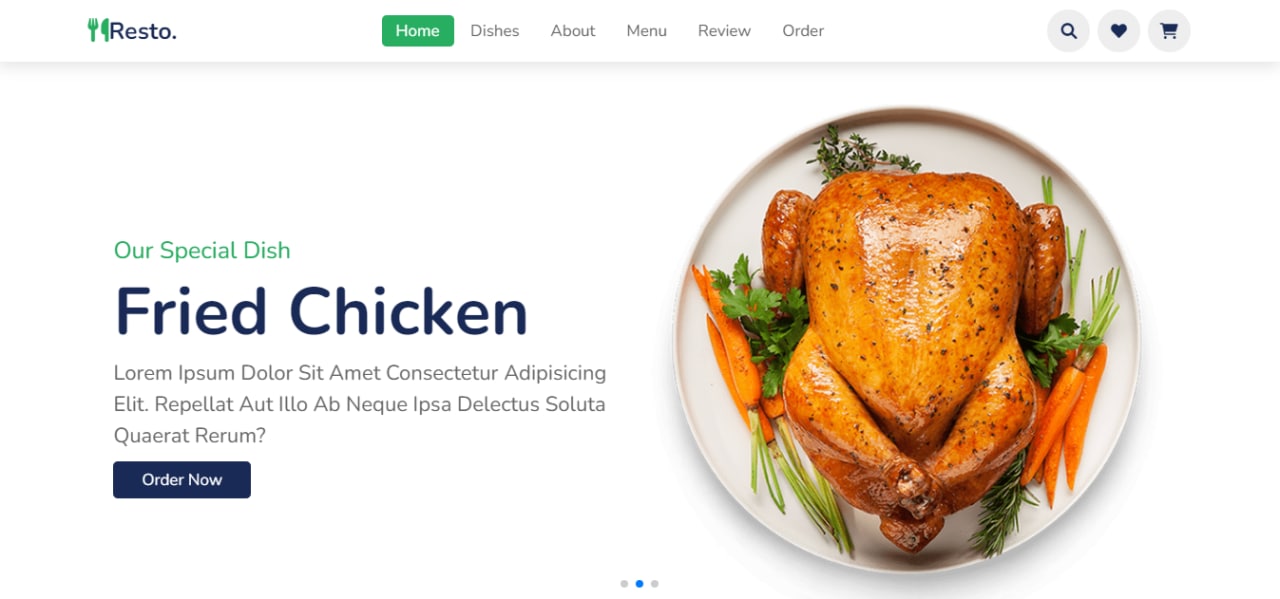 Resto.
Home Dishes About Menu Review Order
Our Special Dish
Fried Chicken
Lorem Ipsum Dolor Sit Amet Consectetur Adipisicing
Elit. Repellat Aut Illo Ab Neque Ipsa Delectus Soluta
Quaerat Rerum?
Order Now